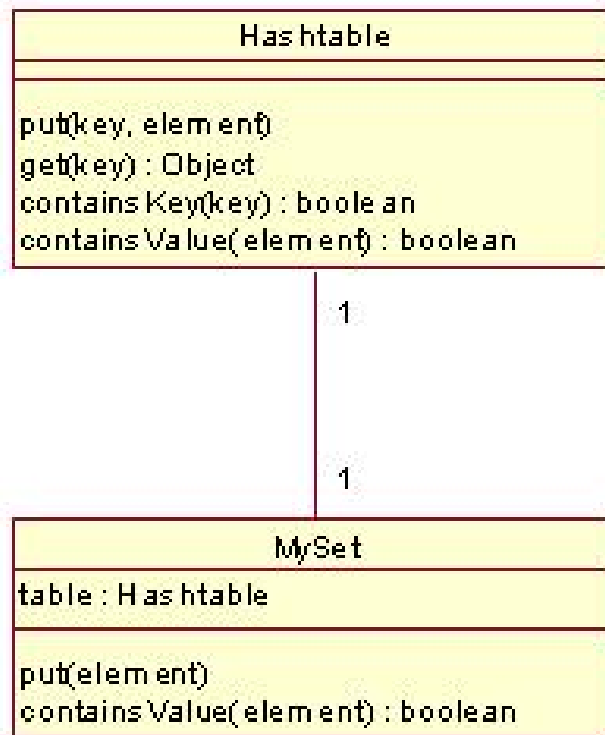 Hashtable
put(key, element)
get(key) : Object
containsKey(key) : boolean
containsValue(element) : boolean
1
1
MySet
table : Hashtable
put(element)
containsValue(element) : boolean